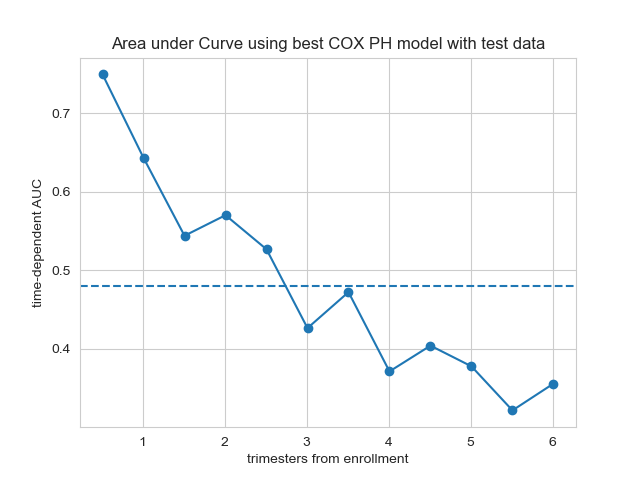 Area under Curve using best COX PH model with test data
time-dependent AUC
0.7
0.6
0.5
0.4
1 2 3 4 5 6
trimesters from enrollment